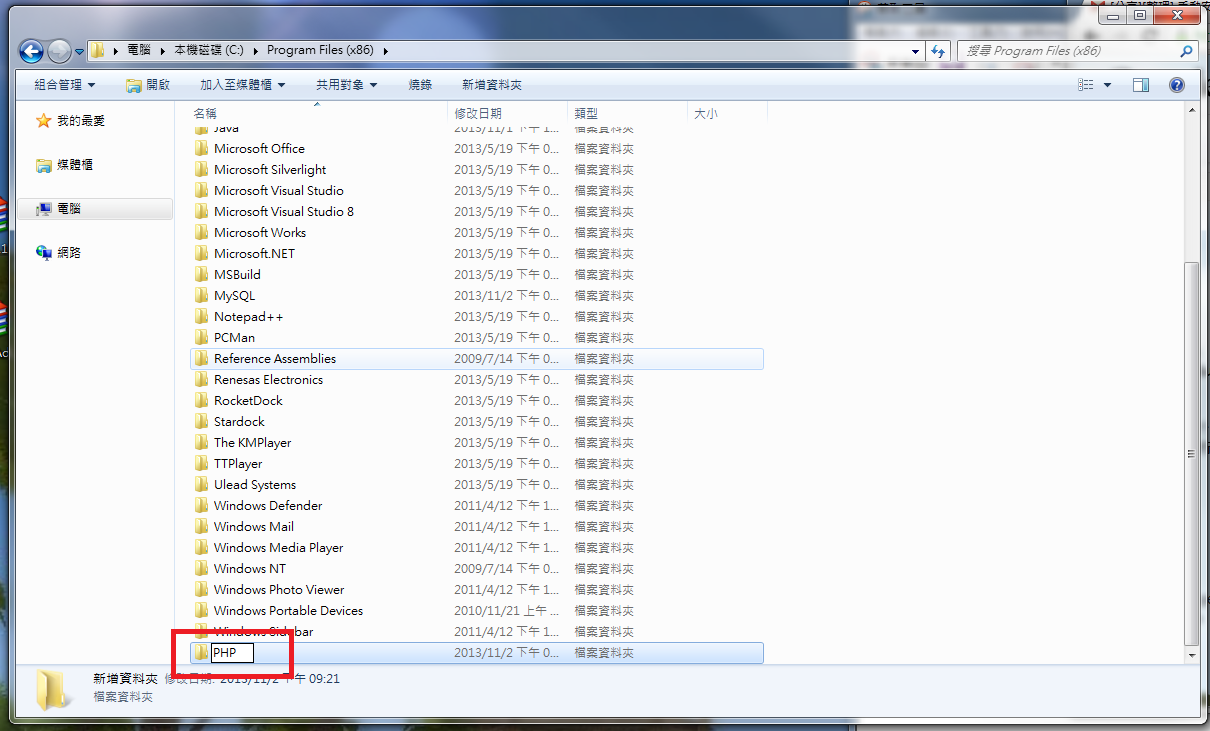 電腦 ▸ 本機磁碟 (C:) ▸ Program Files (x86) ▸
搜尋 Program Files (x86)
組合管理 開啟 加入至媒體櫃 共用對象 燒錄 新增資料夾
我的最愛
媒體櫃
電腦
網路
名稱 修改日期 類型 大小
Java 2013/11/1 下午 1... 檔案資料夾
Microsoft Office 2013/5/19 下午 0... 檔案資料夾
Microsoft Silverlight 2013/5/19 下午 0... 檔案資料夾
Microsoft Visual Studio 2013/5/19 下午 0... 檔案資料夾
Microsoft Visual Studio 8 2013/5/19 下午 0... 檔案資料夾
Microsoft Works 2013/5/19 下午 0... 檔案資料夾
Microsoft.NET 2013/5/19 下午 0... 檔案資料夾
MSBuild 2013/5/19 下午 0... 檔案資料夾
MySQL 2013/11/2 下午 0... 檔案資料夾
Notepad++ 2013/5/19 下午 0... 檔案資料夾
PCMan 2013/5/19 下午 0... 檔案資料夾
Reference Assemblies 2009/7/14 下午 0... 檔案資料夾
Renesas Electronics 2013/5/19 下午 0... 檔案資料夾
RocketDock 2013/5/19 下午 0... 檔案資料夾
Stardock 2013/5/19 下午 0... 檔案資料夾
The KMPlayer 2013/5/19 下午 0... 檔案資料夾
TTPlayer 2013/5/19 下午 0... 檔案資料夾
Ulead Systems 2013/5/19 下午 0... 檔案資料夾
Windows Defender 2011/4/12 下午 1... 檔案資料夾
Windows Mail 2011/4/12 下午 1... 檔案資料夾
Windows Media Player 2011/4/12 下午 1... 檔案資料夾
Windows NT 2009/7/14 下午 0... 檔案資料夾
Windows Photo Viewer 2011/4/12 下午 1... 檔案資料夾
Windows Portable Devices 2010/11/21 上午 ... 檔案資料夾
Windows Sidebar 2011/4/12 下午 1... 檔案資料夾
PHP 2013/11/2 下午 0... 檔案資料夾
新增資料夾 修改日期: 2013/11/2 下午 09:21
檔案資料夾